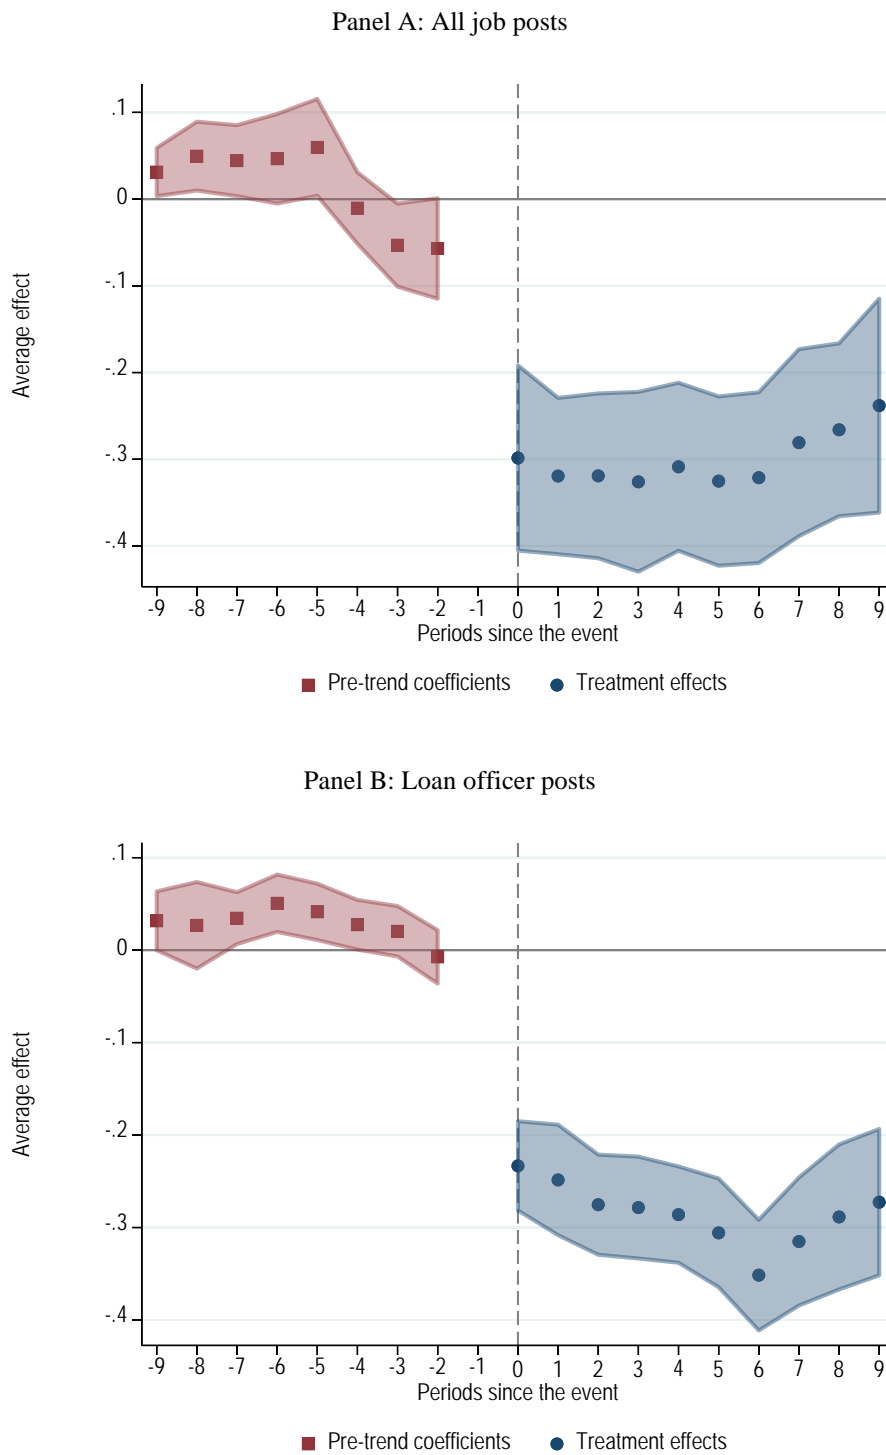 Panel A: All job posts
Average effect
.1
0
-.1
-.2
-.3
-.4
-9 -8 -7 -6 -5 -4 -3 -2 -1 0 1 2 3 4 5 6 7 8 9
Periods since the event
Pre-trend coefficients Treatment effects
Panel B: Loan officer posts
Average effect
.1
0
-.1
-.2
-.3
-.4
-9 -8 -7 -6 -5 -4 -3 -2 -1 0 1 2 3 4 5 6 7 8 9
Periods since the event
Pre-trend coefficients Treatment effects